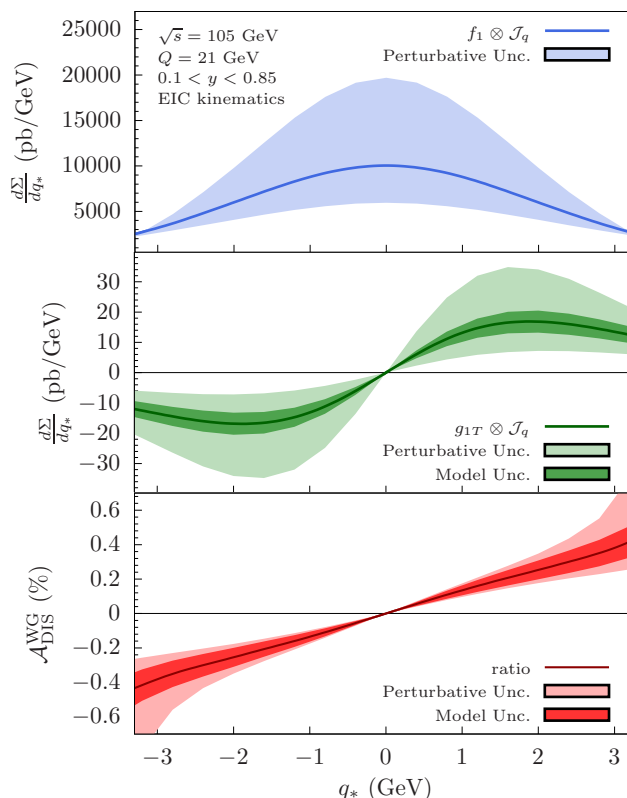 √s = 105 GeV
Q = 21 GeV
0.1 < y < 0.85
EIC kinematics
f₁ ⊗ 𝒥_q
Perturbative Unc.
25000
20000
15000
10000
5000
dΣ/dq∗ (pb/GeV)
30
20
10
0
−10
−20
−30
dΣ/dq∗ (pb/GeV)
g₁T ⊗ 𝒥_q
Perturbative Unc.
Model Unc.
0.6
0.4
0.2
0
−0.2
−0.4
−0.6
𝒜^WG_DIS (%)
ratio
Perturbative Unc.
Model Unc.
−3 −2 −1 0 1 2 3
q∗ (GeV)